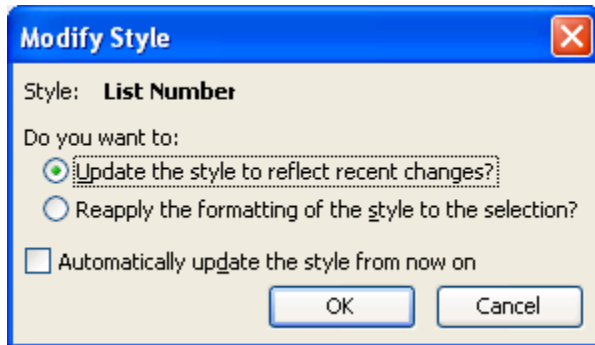 Modify Style
Style: List Number
Do you want to:
Update the style to reflect recent changes?
Reapply the formatting of the style to the selection?
Automatically update the style from now on
OK Cancel